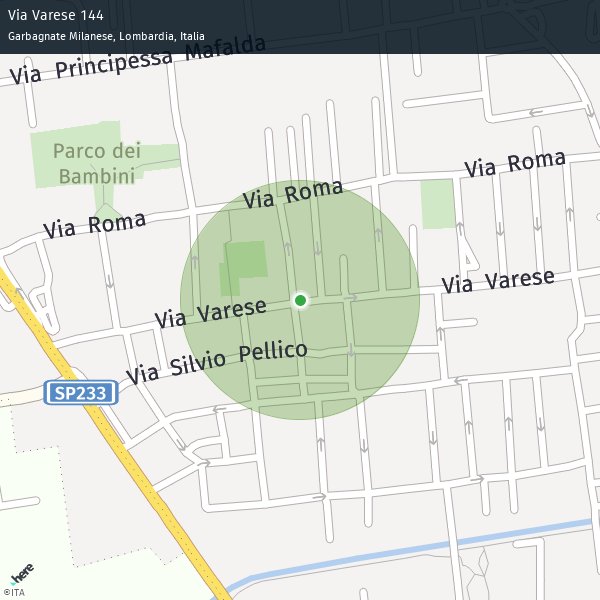 Via Varese 144
Garbagnate Milanese, Lombardia, Italia
Via Principessa Mafalda
Parco dei
Bambini
Via Roma
Via Roma
Via Roma
Via Varese
Via Varese
Via Silvio Pellico
SP233
here
©ITA